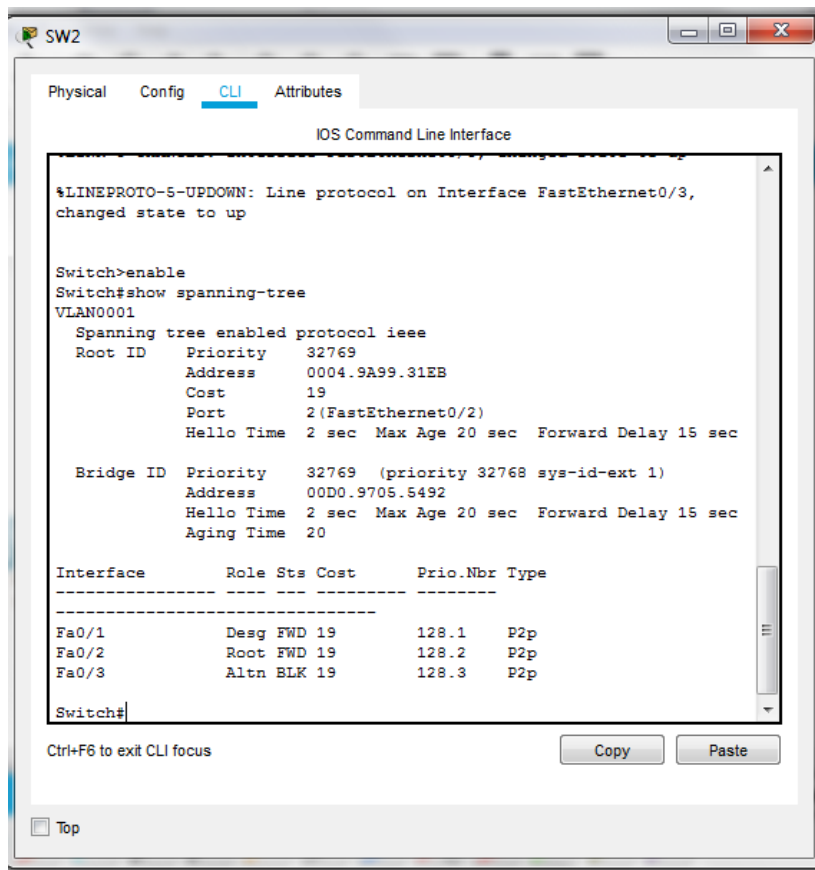 SW2
Physical Config CLI Attributes
IOS Command Line Interface
%LINEPROTO-5-UPDOWN: Line protocol on Interface FastEthernet0/3,
changed state to up
Switch>enable
Switch#show spanning-tree
VLAN0001
  Spanning tree enabled protocol ieee
  Root ID    Priority    32769
             Address     0004.9A99.31EB
             Cost        19
             Port        2(FastEthernet0/2)
             Hello Time  2 sec  Max Age 20 sec  Forward Delay 15 sec
  Bridge ID  Priority    32769  (priority 32768 sys-id-ext 1)
             Address     00D0.9705.5492
             Hello Time  2 sec  Max Age 20 sec  Forward Delay 15 sec
             Aging Time  20
Interface        Role Sts Cost      Prio.Nbr Type
---------------- ---- --- --------- --------
--------------------------------
Fa0/1            Desg FWD 19        128.1    P2p
Fa0/2            Root FWD 19        128.2    P2p
Fa0/3            Altn BLK 19        128.3    P2p
Switch#
Ctrl+F6 to exit CLI focus
Copy
Paste
Top